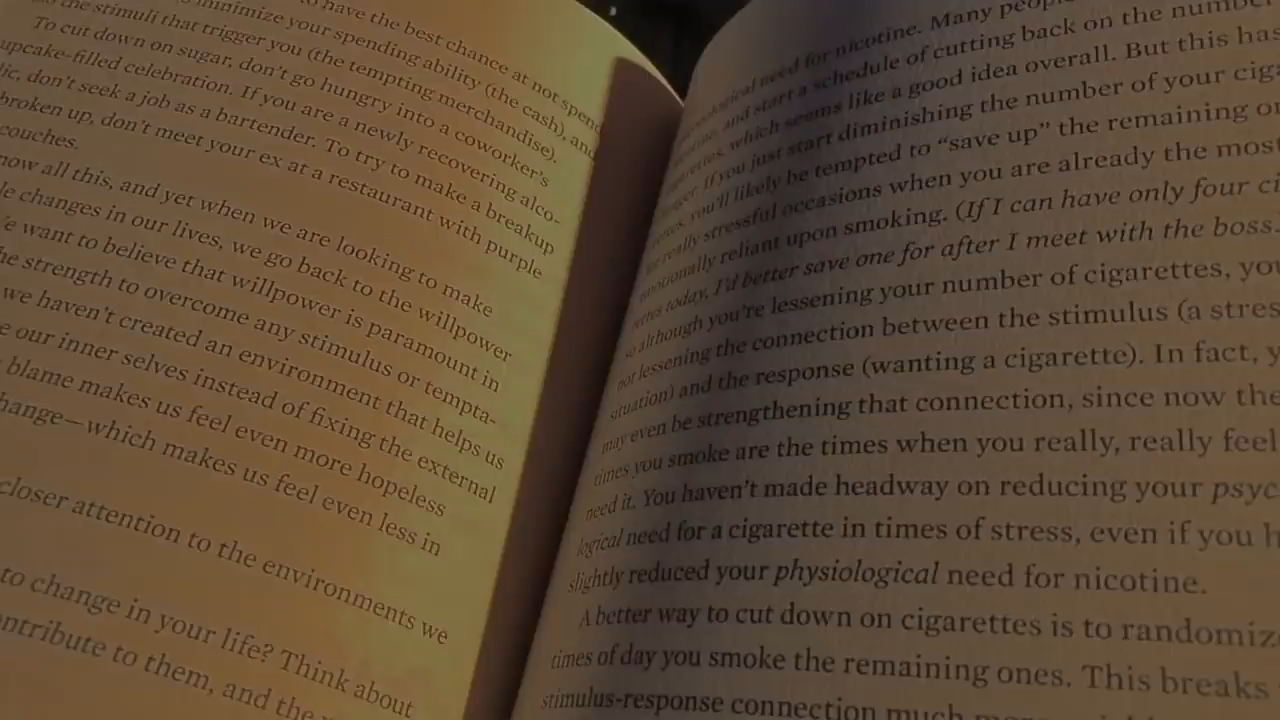 to have the best chance at not spend
minimize your spending ability (the cash), and
the stimuli that trigger you (the tempting merchandise).
To cut down on sugar, don't go hungry into a coworker's
upcake-filled celebration. If you are a newly recovering alco-
lic, don't seek a job as a bartender. To try to make a breakup
broken up, don't meet your ex at a restaurant with purple
couches.
now all this, and yet when we are looking to make
le changes in our lives, we go back to the willpower
We want to believe that willpower is paramount in
he strength to overcome any stimulus or tempta-
we haven't created an environment that helps us
e our inner selves instead of fixing the external
blame makes us feel even more hopeless
hange—which makes us feel even less in
closer attention to the environments we
to change in your life? Think about
ntribute to them, and the
ological need for nicotine. Many peopl
and start a schedule of cutting back on the number
which seems like a good idea overall. But this has
If you just start diminishing the number of your ciga
you'll likely be tempted to "save up" the remaining on
really stressful occasions when you are already the most
emotionally reliant upon smoking. (If I can have only four ci
rettes today, I'd better save one for after I meet with the boss.
so although you're lessening your number of cigarettes, you
not lessening the connection between the stimulus (a stres
situation) and the response (wanting a cigarette). In fact, y
may even be strengthening that connection, since now the
times you smoke are the times when you really, really feel
need it. You haven't made headway on reducing your psyc
logical need for a cigarette in times of stress, even if you h
slightly reduced your physiological need for nicotine.
A better way to cut down on cigarettes is to randomiz
times of day you smoke the remaining ones. This breaks
stimulus-response connection much